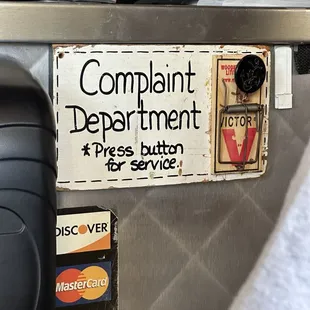 Complaint
Department
*Press button
for service.
VICTOR
DISCOVER
MasterCard